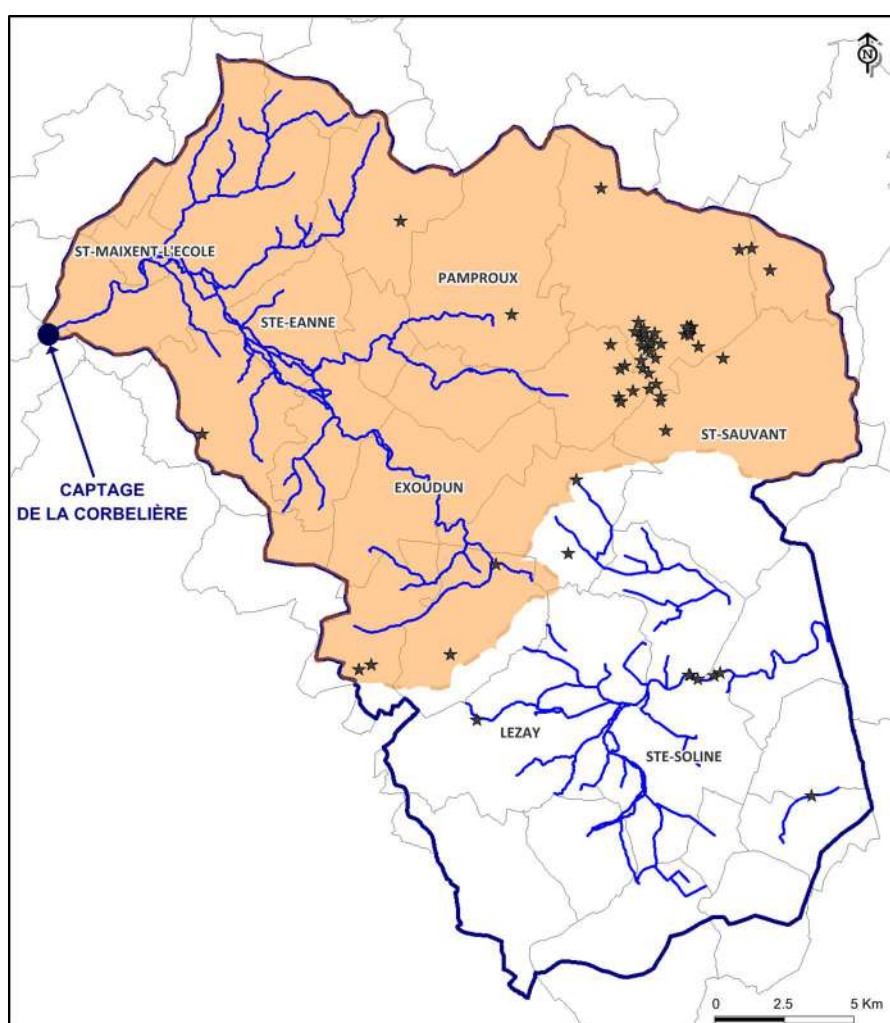 N
ST-MAIXENT-L'ECOLE
PAMPROUX
STE-EANNE
ST-SAUVANT
EXOUDUN
CAPTAGE
DE LA CORBELIÈRE
LEZAY
STE-SOLINE
0 2.5 5 Km